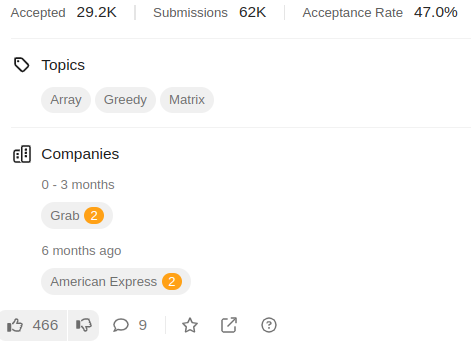 Accepted 29.2K Submissions 62K Acceptance Rate 47.0%
Topics
Array Greedy Matrix
Companies
0 - 3 months
Grab 2
6 months ago
American Express 2
466 9